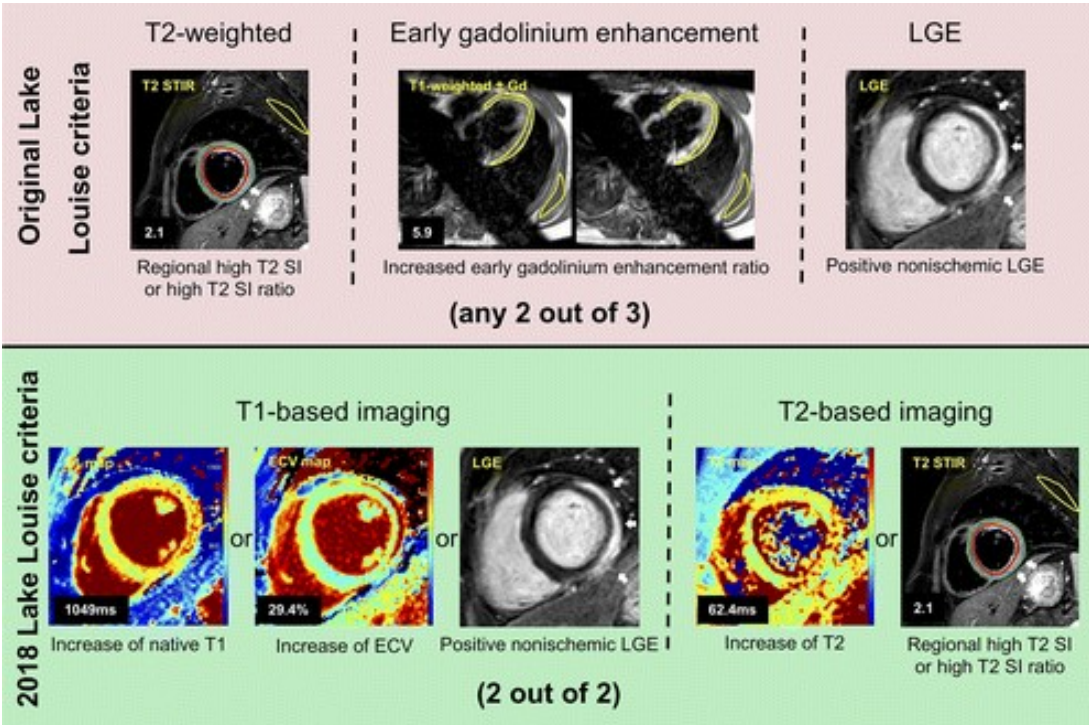 Original Lake
Louise criteria
T2-weighted
Early gadolinium enhancement
LGE
T2 STIR
T1-weighted ± Gd
LGE
2.1
5.9
Regional high T2 SI
or high T2 SI ratio
Increased early gadolinium enhancement ratio
Positive nonischemic LGE
(any 2 out of 3)
2018 Lake Louise criteria
T1-based imaging
T2-based imaging
map
ECV map
LGE
map
T2 STIR
or
or
or
1049ms
29.4%
62.4ms
2.1
Increase of native T1
Increase of ECV
Positive nonischemic LGE
Increase of T2
Regional high T2 SI
or high T2 SI ratio
(2 out of 2)